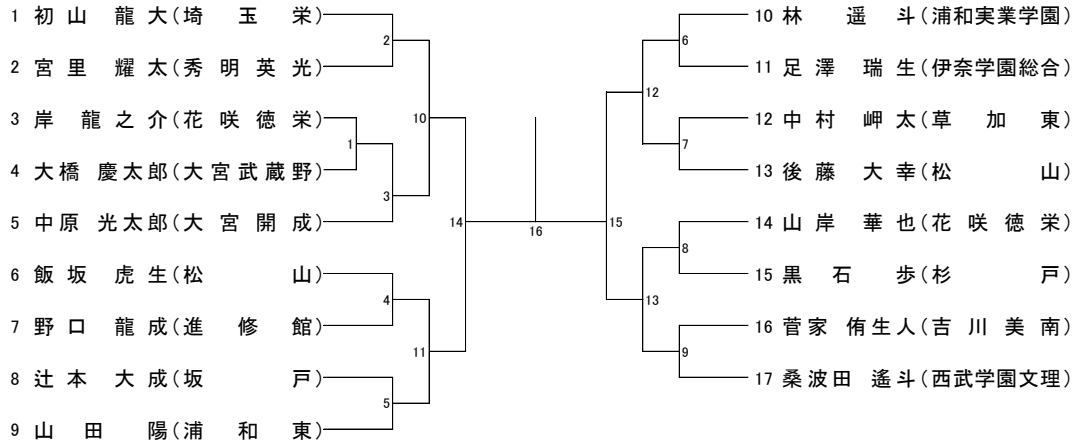 1 初山 龍大(埼玉栄)
2 宮里 耀太(秀明英光)
3 岸 龍之介(花咲徳栄)
4 大橋 慶太郎(大宮武蔵野)
5 中原 光太郎(大宮開成)
6 飯坂 虎生(松山)
7 野口 龍成(進修館)
8 辻本 大成(坂戸)
9 山田 陽(浦和東)
2
1
3
10
4
5
11
14
16
15
12
6
7
13
8
9
10 林 遥斗(浦和実業学園)
11 足澤 瑞生(伊奈学園総合)
12 中村 岬太(草加東)
13 後藤 大幸(松山)
14 山岸 華也(花咲徳栄)
15 黒石 歩(杉戸)
16 菅家 侑生人(吉川美南)
17 桑波田 遙斗(西武学園文理)